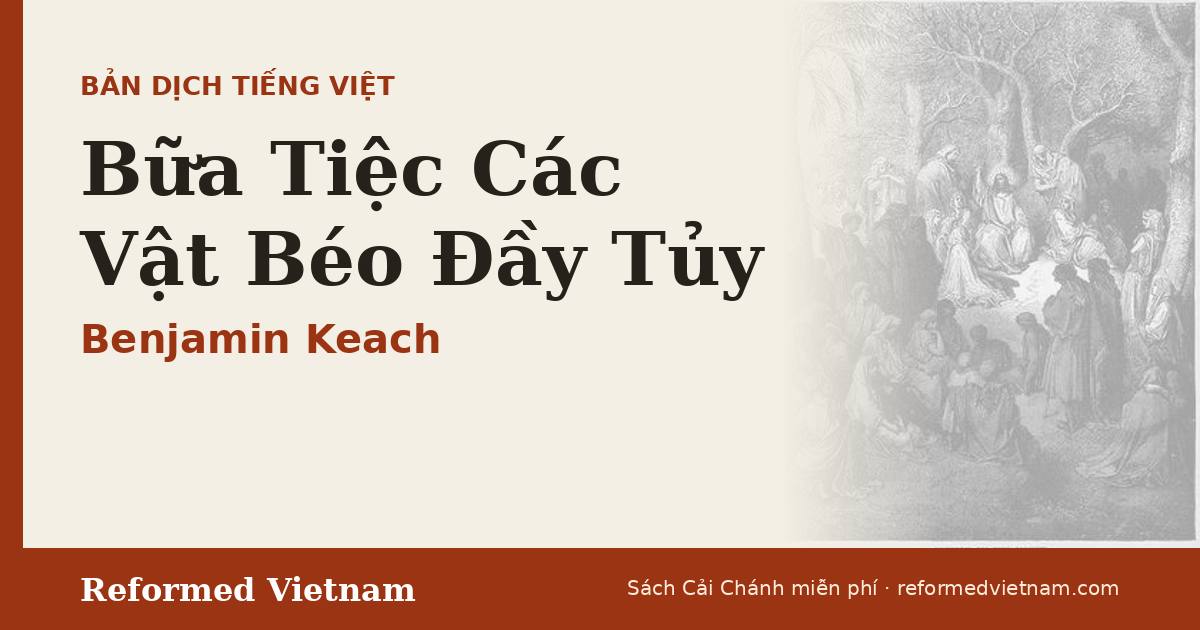 BẢN DỊCH TIẾNG VIỆT
Bữa Tiệc Các
Vật Béo Đầy Tủy
Benjamin Keach
Reformed Vietnam
Sách Cải Chánh miễn phí · reformedvietnam.com